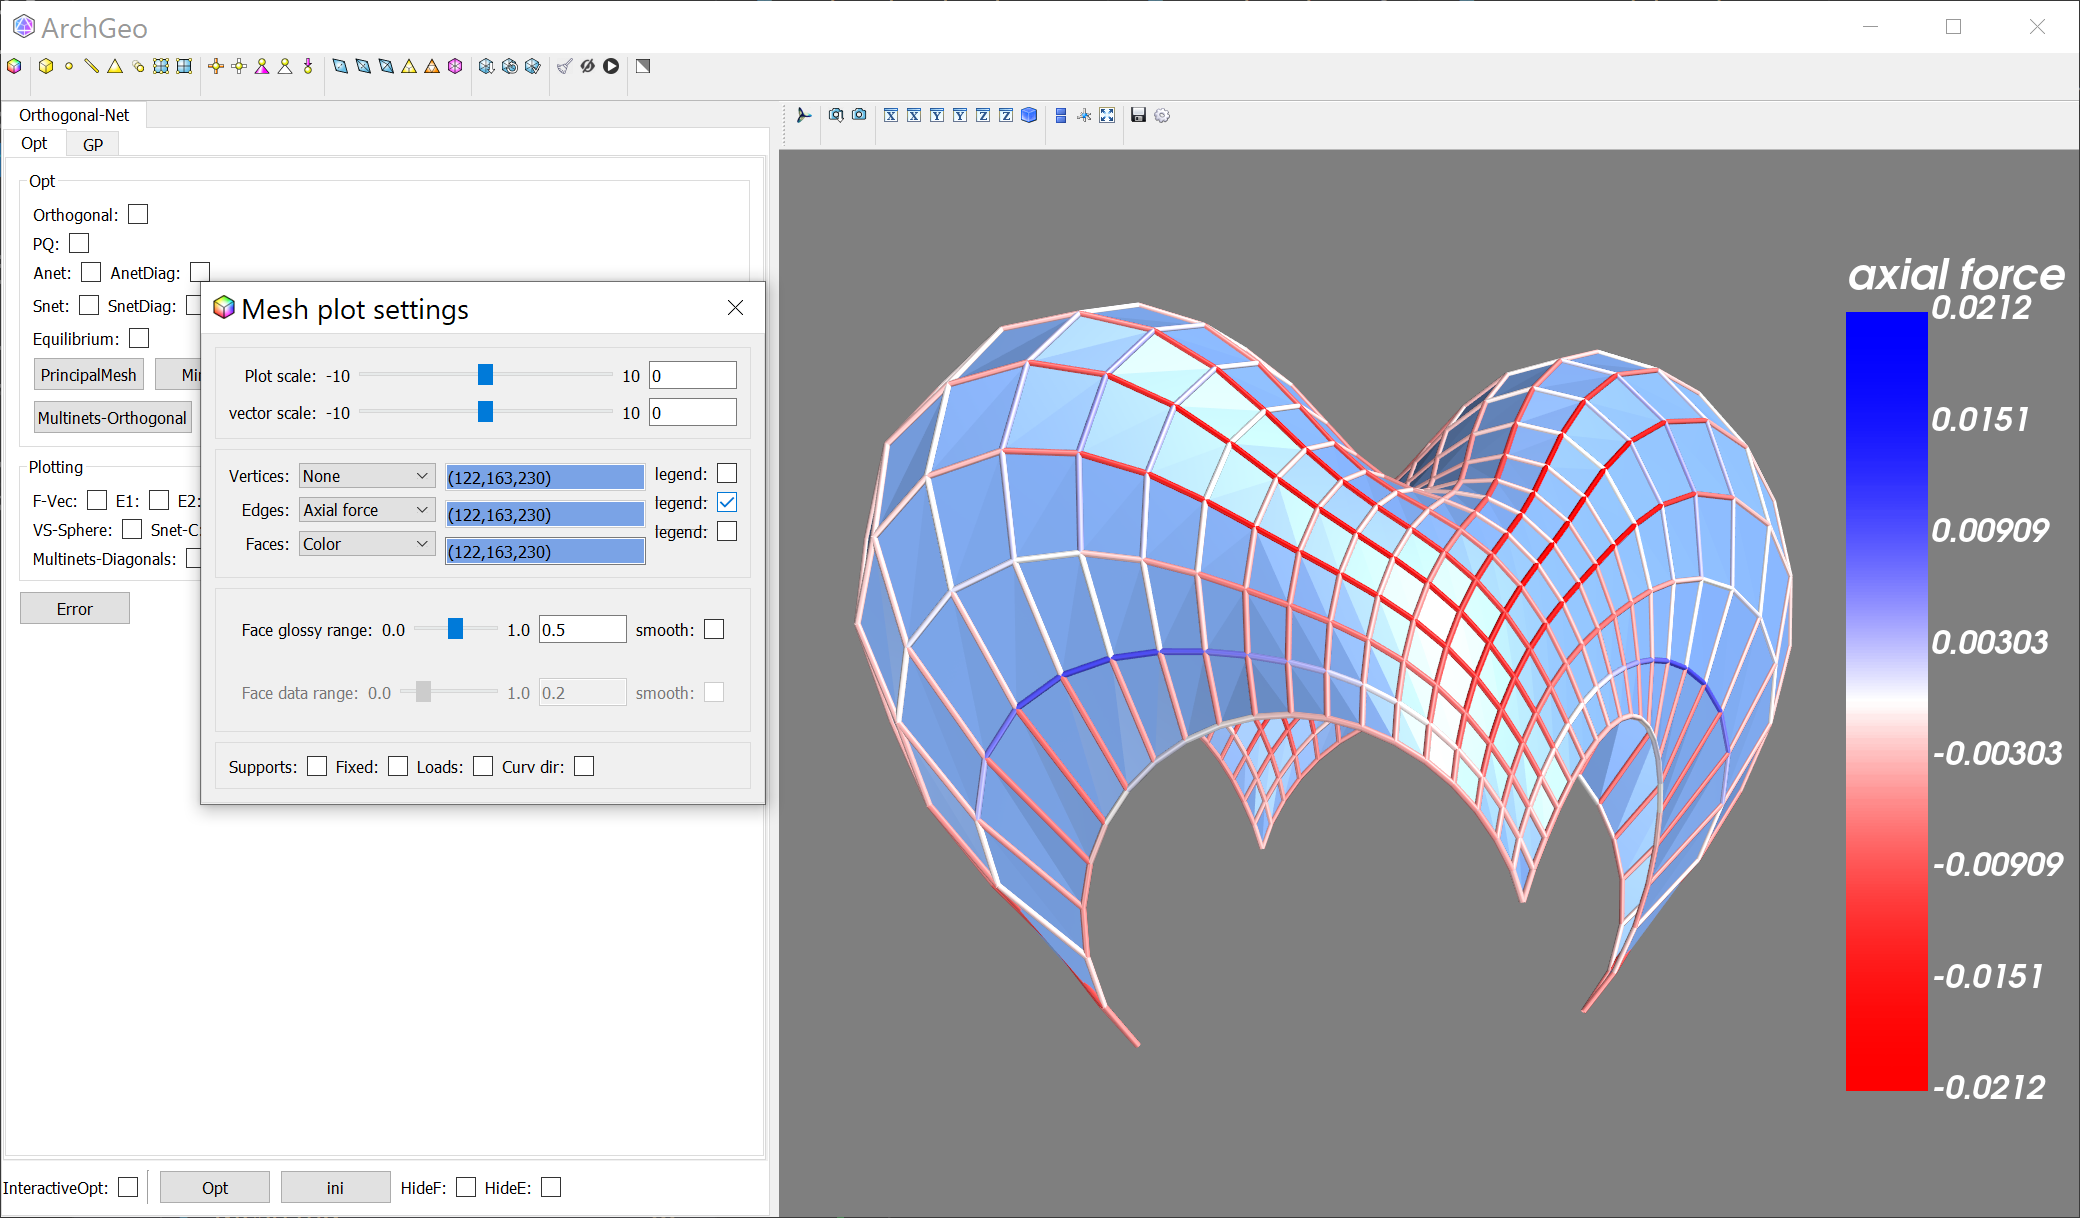 ArchGeo
Orthogonal-Net
Opt GP
Opt
Orthogonal:
PQ:
Anet: AnetDiag:
Snet: SnetDiag:
Equilibrium:
PrincipalMesh
Multinets-Orthogonal
Plotting
F-Vec: E1: E2:
VS-Sphere: Snet-C:
Multinets-Diagonals:
Error
Mesh plot settings
Plot scale: -10 10 0
vector scale: -10 10 0
Vertices: None (122,163,230) legend:
Edges: Axial force (122,163,230) legend:
Faces: Color (122,163,230) legend:
Face glossy range: 0.0 1.0 0.5 smooth:
Face data range: 0.0 1.0 0.2 smooth:
Supports: Fixed: Loads: Curv dir:
InteractiveOpt: Opt ini HideF: HideE:
X X Y Y Z Z
axial force
0.0212
0.0151
0.00909
0.00303
-0.00303
-0.00909
-0.0151
-0.0212